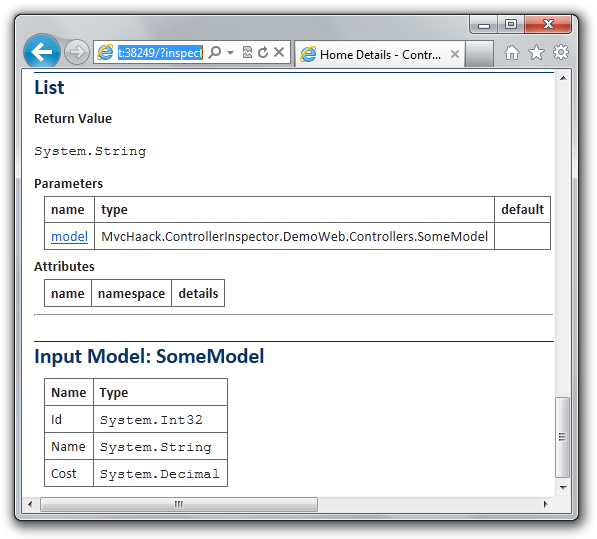 t:38249/?inspect
Home Details - Contr...
List
Return Value
System.String
Parameters
name type default
model MvcHaack.ControllerInspector.DemoWeb.Controllers.SomeModel
Attributes
name namespace details
Input Model: SomeModel
Name Type
Id System.Int32
Name System.String
Cost System.Decimal